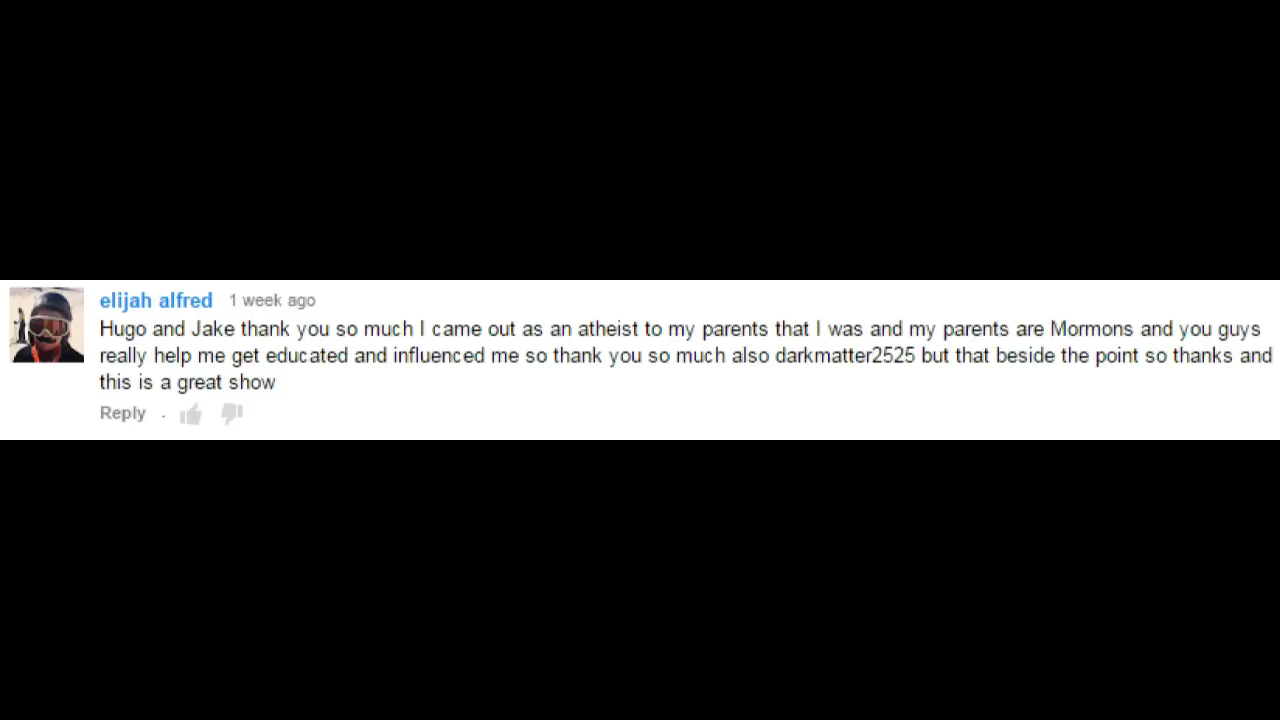 elijah alfred 1 week ago
Hugo and Jake thank you so much I came out as an atheist to my parents that I was and my parents are Mormons and you guys
really help me get educated and influenced me so thank you so much also darkmatter2525 but that beside the point so thanks and
this is a great show
Reply .